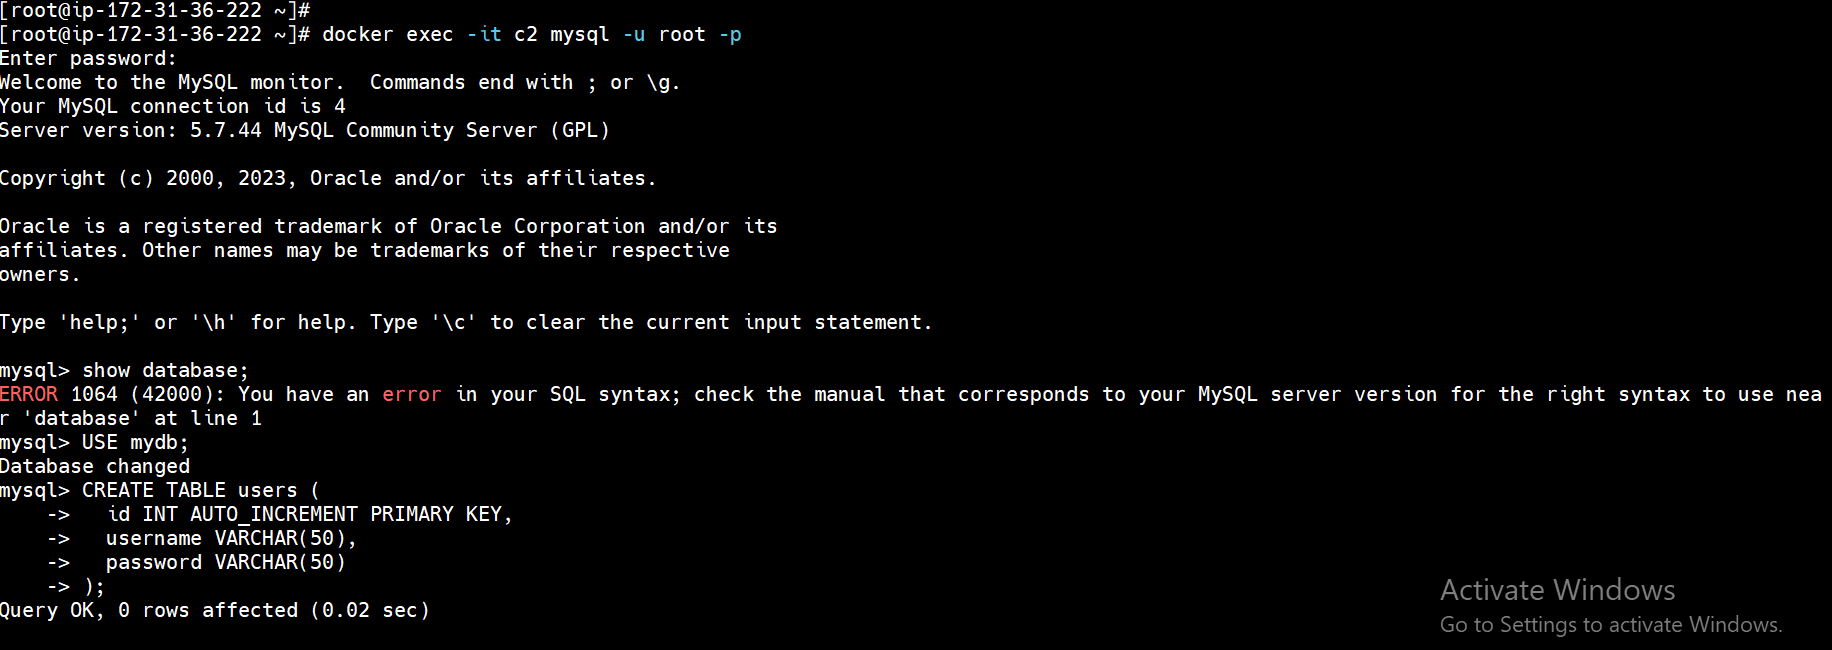 [root@ip-172-31-36-222 ~]#
[root@ip-172-31-36-222 ~]# docker exec -it c2 mysql -u root -p
Enter password:
Welcome to the MySQL monitor.  Commands end with ; or \g.
Your MySQL connection id is 4
Server version: 5.7.44 MySQL Community Server (GPL)
Copyright (c) 2000, 2023, Oracle and/or its affiliates.
Oracle is a registered trademark of Oracle Corporation and/or its
affiliates. Other names may be trademarks of their respective
owners.
Type 'help;' or '\h' for help. Type '\c' to clear the current input statement.
mysql> show database;
ERROR 1064 (42000): You have an error in your SQL syntax; check the manual that corresponds to your MySQL server version for the right syntax to use nea
r 'database' at line 1
mysql> USE mydb;
Database changed
mysql> CREATE TABLE users (
    ->   id INT AUTO_INCREMENT PRIMARY KEY,
    ->   username VARCHAR(50),
    ->   password VARCHAR(50)
    -> );
Query OK, 0 rows affected (0.02 sec)
Activate Windows
Go to Settings to activate Windows.